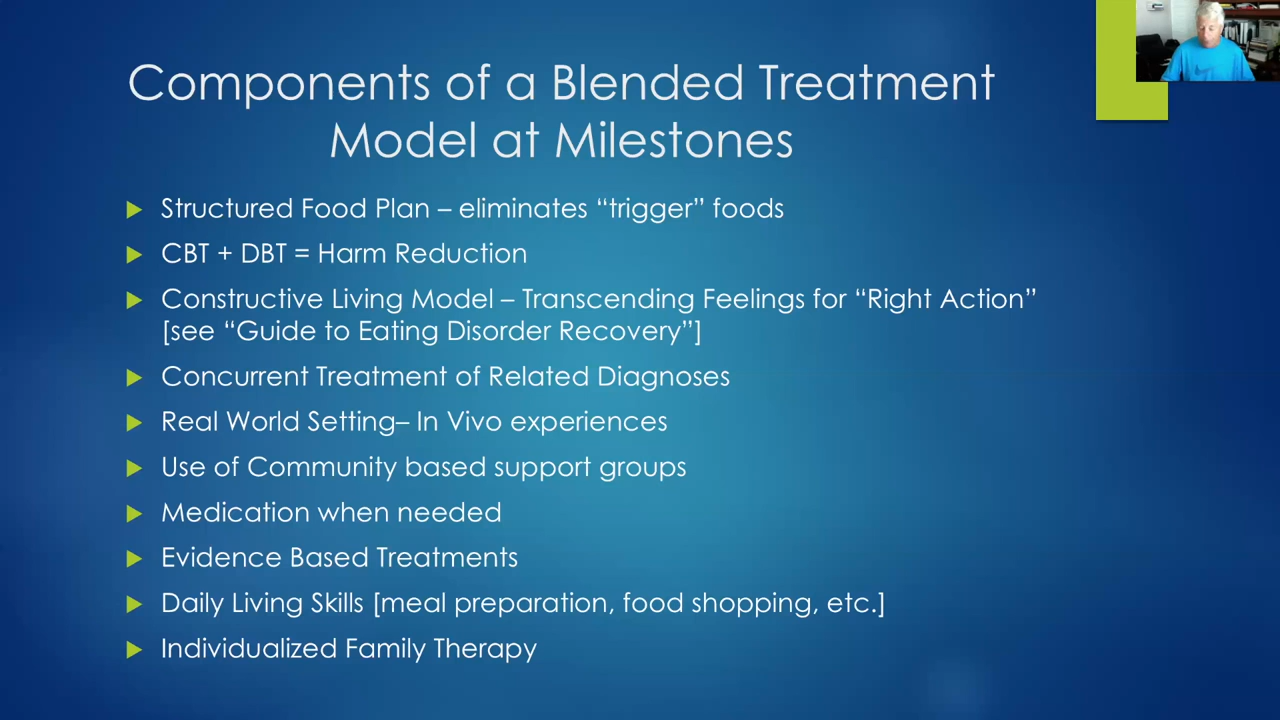 Components of a Blended Treatment
Model at Milestones
Structured Food Plan – eliminates “trigger” foods
CBT + DBT = Harm Reduction
Constructive Living Model – Transcending Feelings for “Right Action”
[see “Guide to Eating Disorder Recovery”]
Concurrent Treatment of Related Diagnoses
Real World Setting– In Vivo experiences
Use of Community based support groups
Medication when needed
Evidence Based Treatments
Daily Living Skills [meal preparation, food shopping, etc.]
Individualized Family Therapy